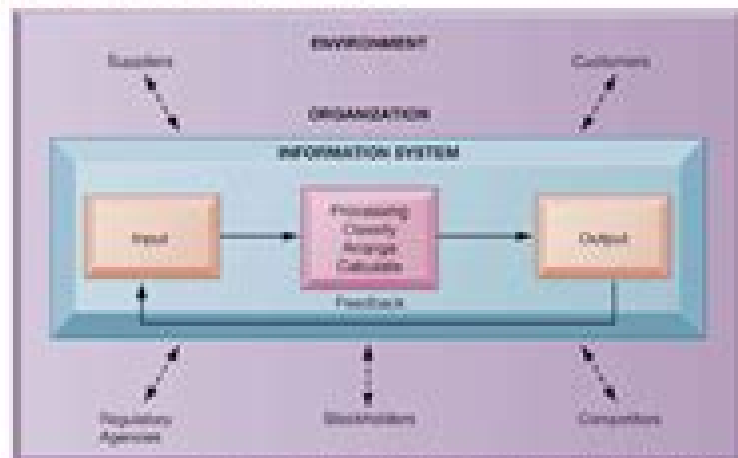 ENVIRONMENT
Suppliers
Customers
ORGANIZATION
INFORMATION SYSTEM
Input
Processing
Classify
Arrange
Calculate
Output
Feedback
Regulatory
Agencies
Stockholders
Competitors